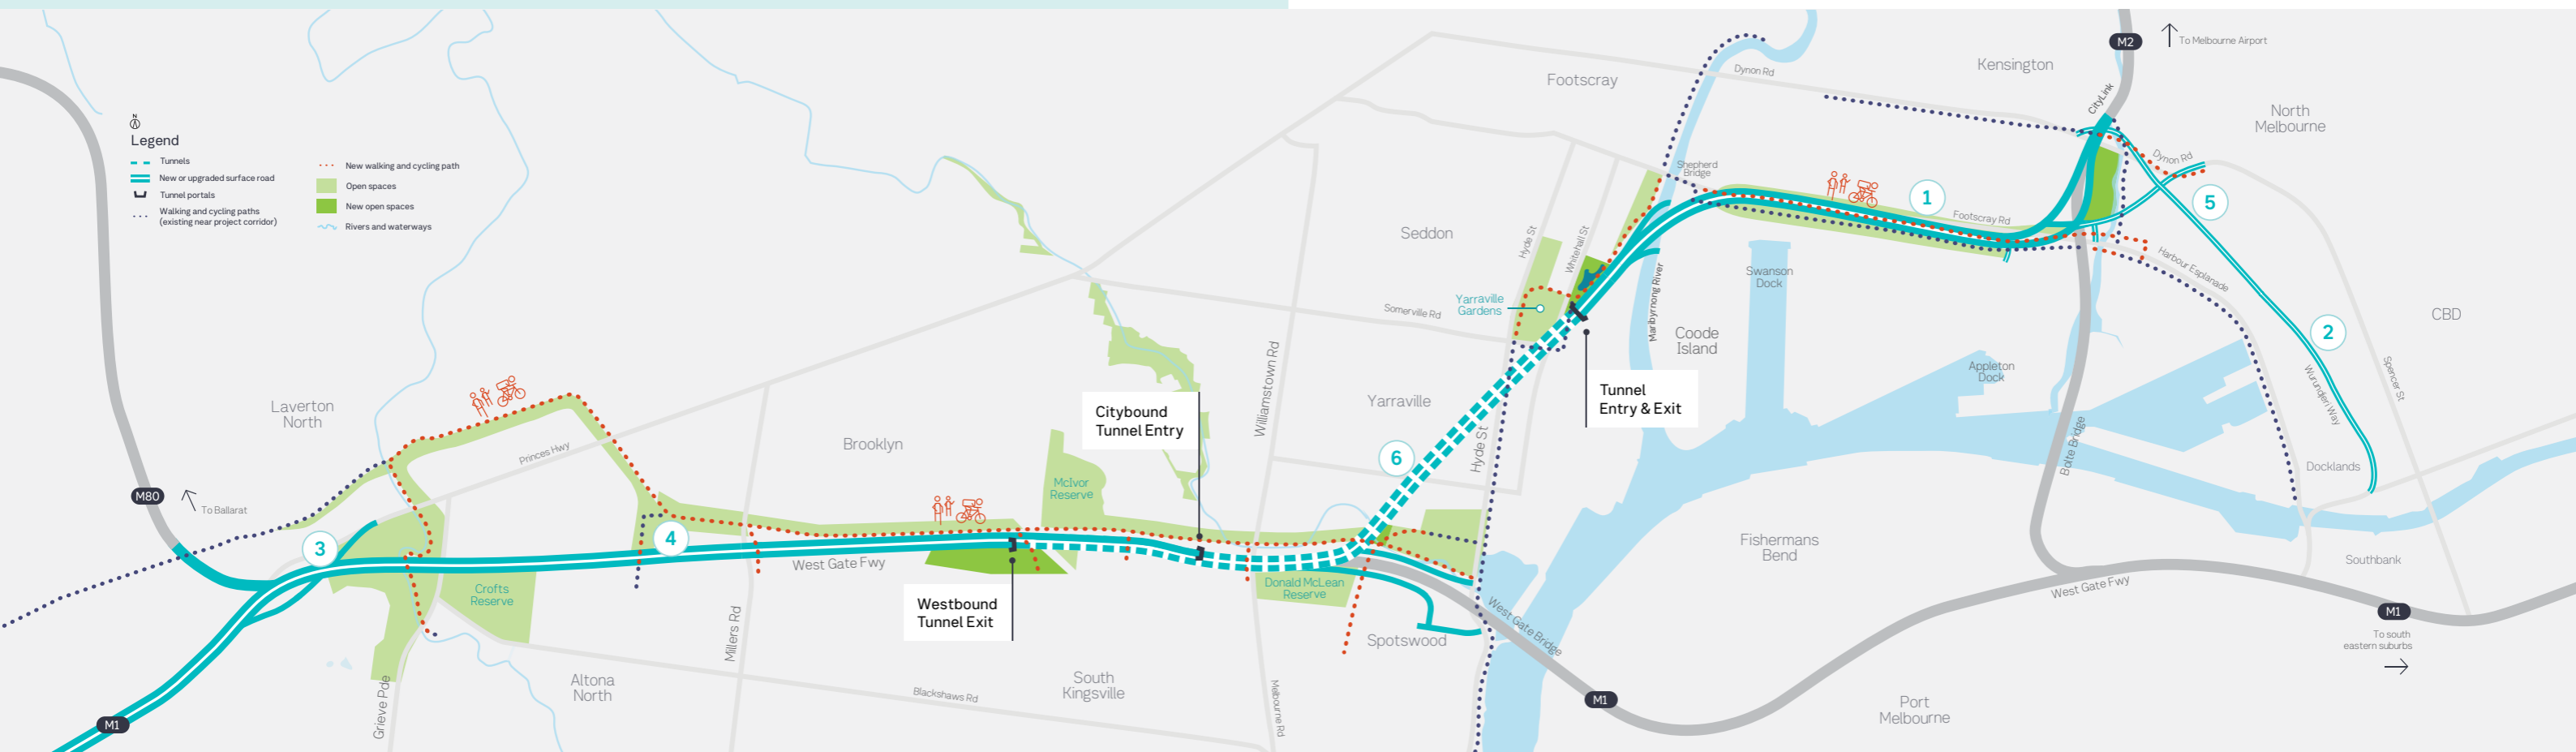 N
Legend
Tunnels
New or upgraded surface road
Tunnel portals
Walking and cycling paths
(existing near project corridor)
New walking and cycling path
Open spaces
New open spaces
Rivers and waterways
M80
To Ballarat
Laverton
North
Princes Hwy
3
M1
Grieve Pde
Crofts
Reserve
Altona
North
4
Millers Rd
Brooklyn
West Gate Fwy
Blackshaws Rd
McIvor
Reserve
Westbound
Tunnel Exit
Citybound
Tunnel Entry
South
Kingsville
Williamstown Rd
Melbourne Rd
Donald McLean
Reserve
Spotswood
6
Yarraville
Hyde St
Somerville Rd
Seddon
Yarraville
Gardens
Hyde St
Whitehall St
Footscray
Tunnel
Entry & Exit
Maribyrnong River
Coode
Island
Shepherd
Bridge
Dynon Rd
Swanson
Dock
1
Footscray Rd
Kensington
M2
To Melbourne Airport
CityLink
North
Melbourne
Dynon Rd
5
Harbour Esplanade
2
CBD
Wurundjeri Way
Spencer St
Appleton
Dock
Bolte Bridge
Docklands
Fishermans
Bend
West Gate Bridge
M1
West Gate Fwy
Port
Melbourne
Southbank
M1
To south
eastern suburbs